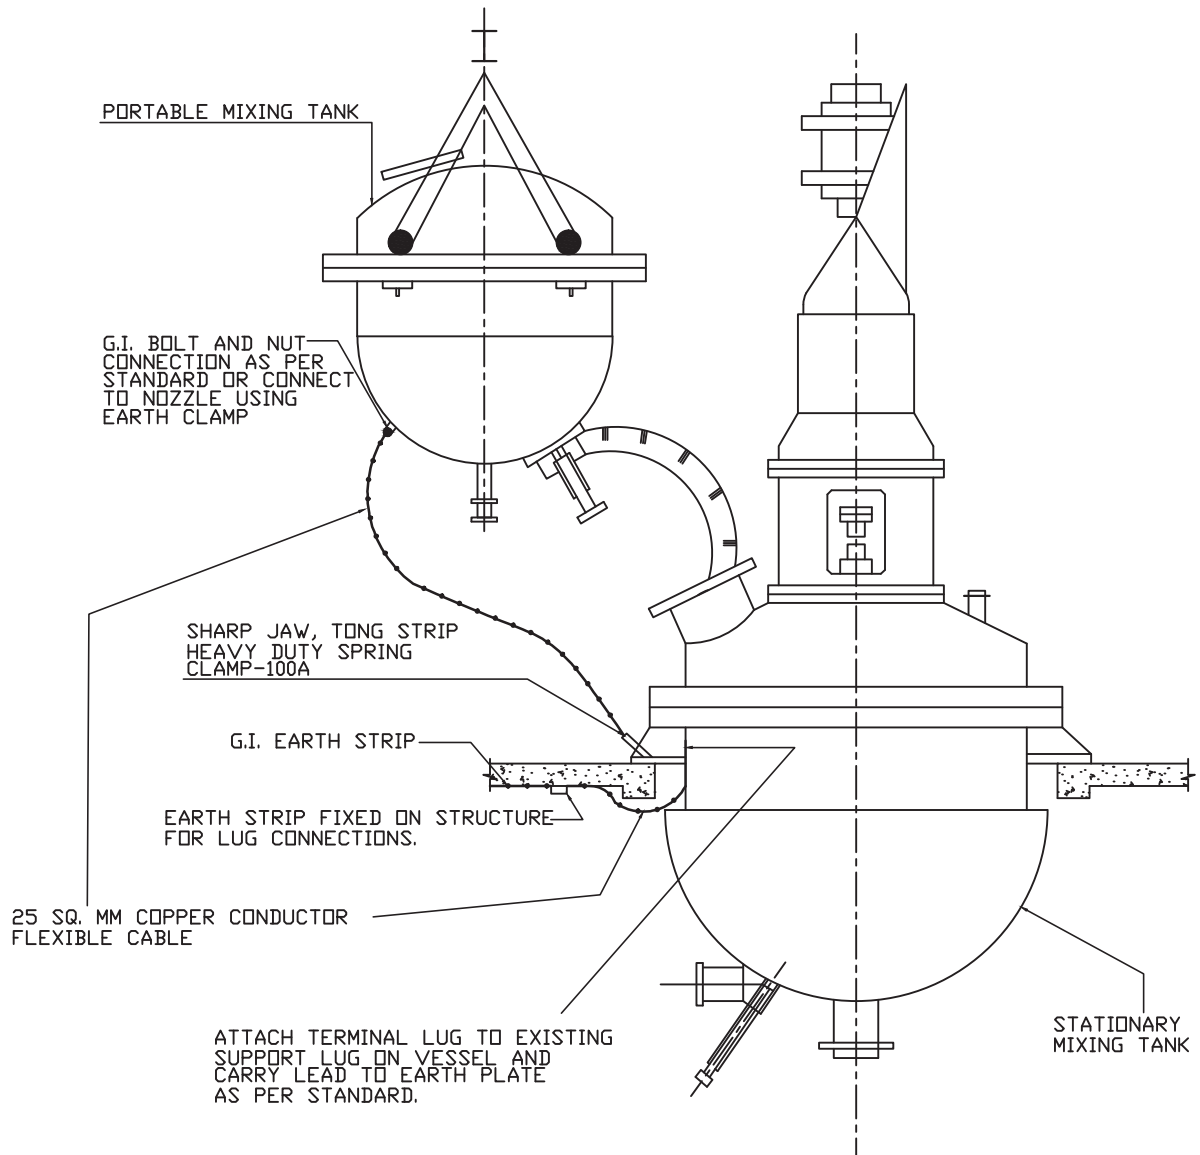 PORTABLE MIXING TANK
G.I. BOLT AND NUT
CONNECTION AS PER
STANDARD OR CONNECT
TO NOZZLE USING
EARTH CLAMP
SHARP JAW, TONG STRIP
HEAVY DUTY SPRING
CLAMP-100A
G.I. EARTH STRIP
EARTH STRIP FIXED ON STRUCTURE
FOR LUG CONNECTIONS.
25 SQ. MM COPPER CONDUCTOR
FLEXIBLE CABLE
ATTACH TERMINAL LUG TO EXISTING
SUPPORT LUG ON VESSEL AND
CARRY LEAD TO EARTH PLATE
AS PER STANDARD.
STATIONARY
MIXING TANK